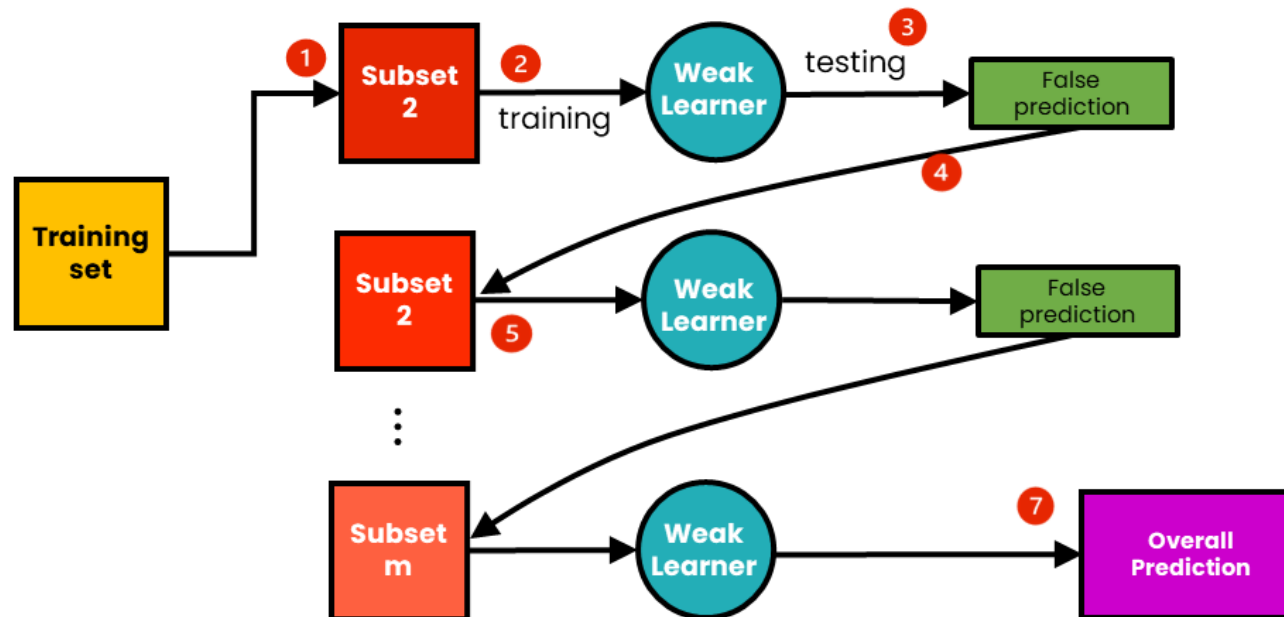 1
Subset
2
2
training
Weak
Learner
3
testing
False
prediction
4
Training
set
Subset
2
5
Weak
Learner
False
prediction
Subset
m
Weak
Learner
7
Overall
Prediction